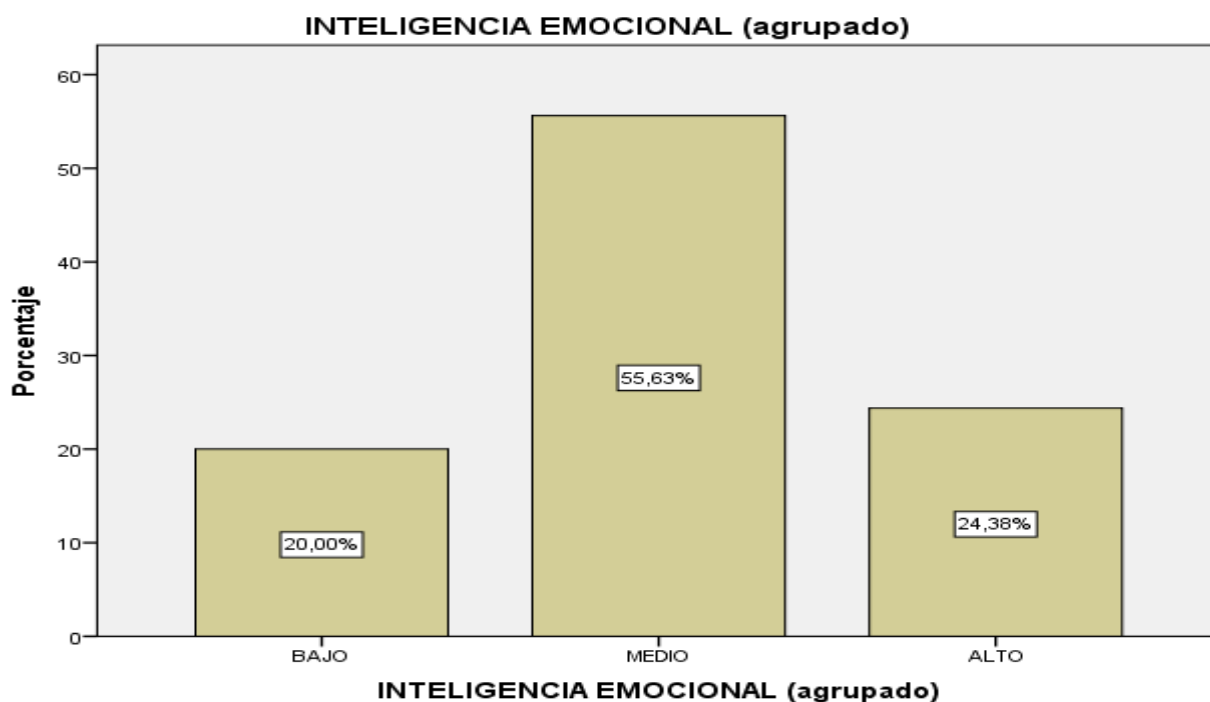 INTELIGENCIA EMOCIONAL (agrupado)
60
50
40
30
20
10
0
Porcentaje
20,00%
55,63%
24,38%
BAJO
MEDIO
ALTO
INTELIGENCIA EMOCIONAL (agrupado)